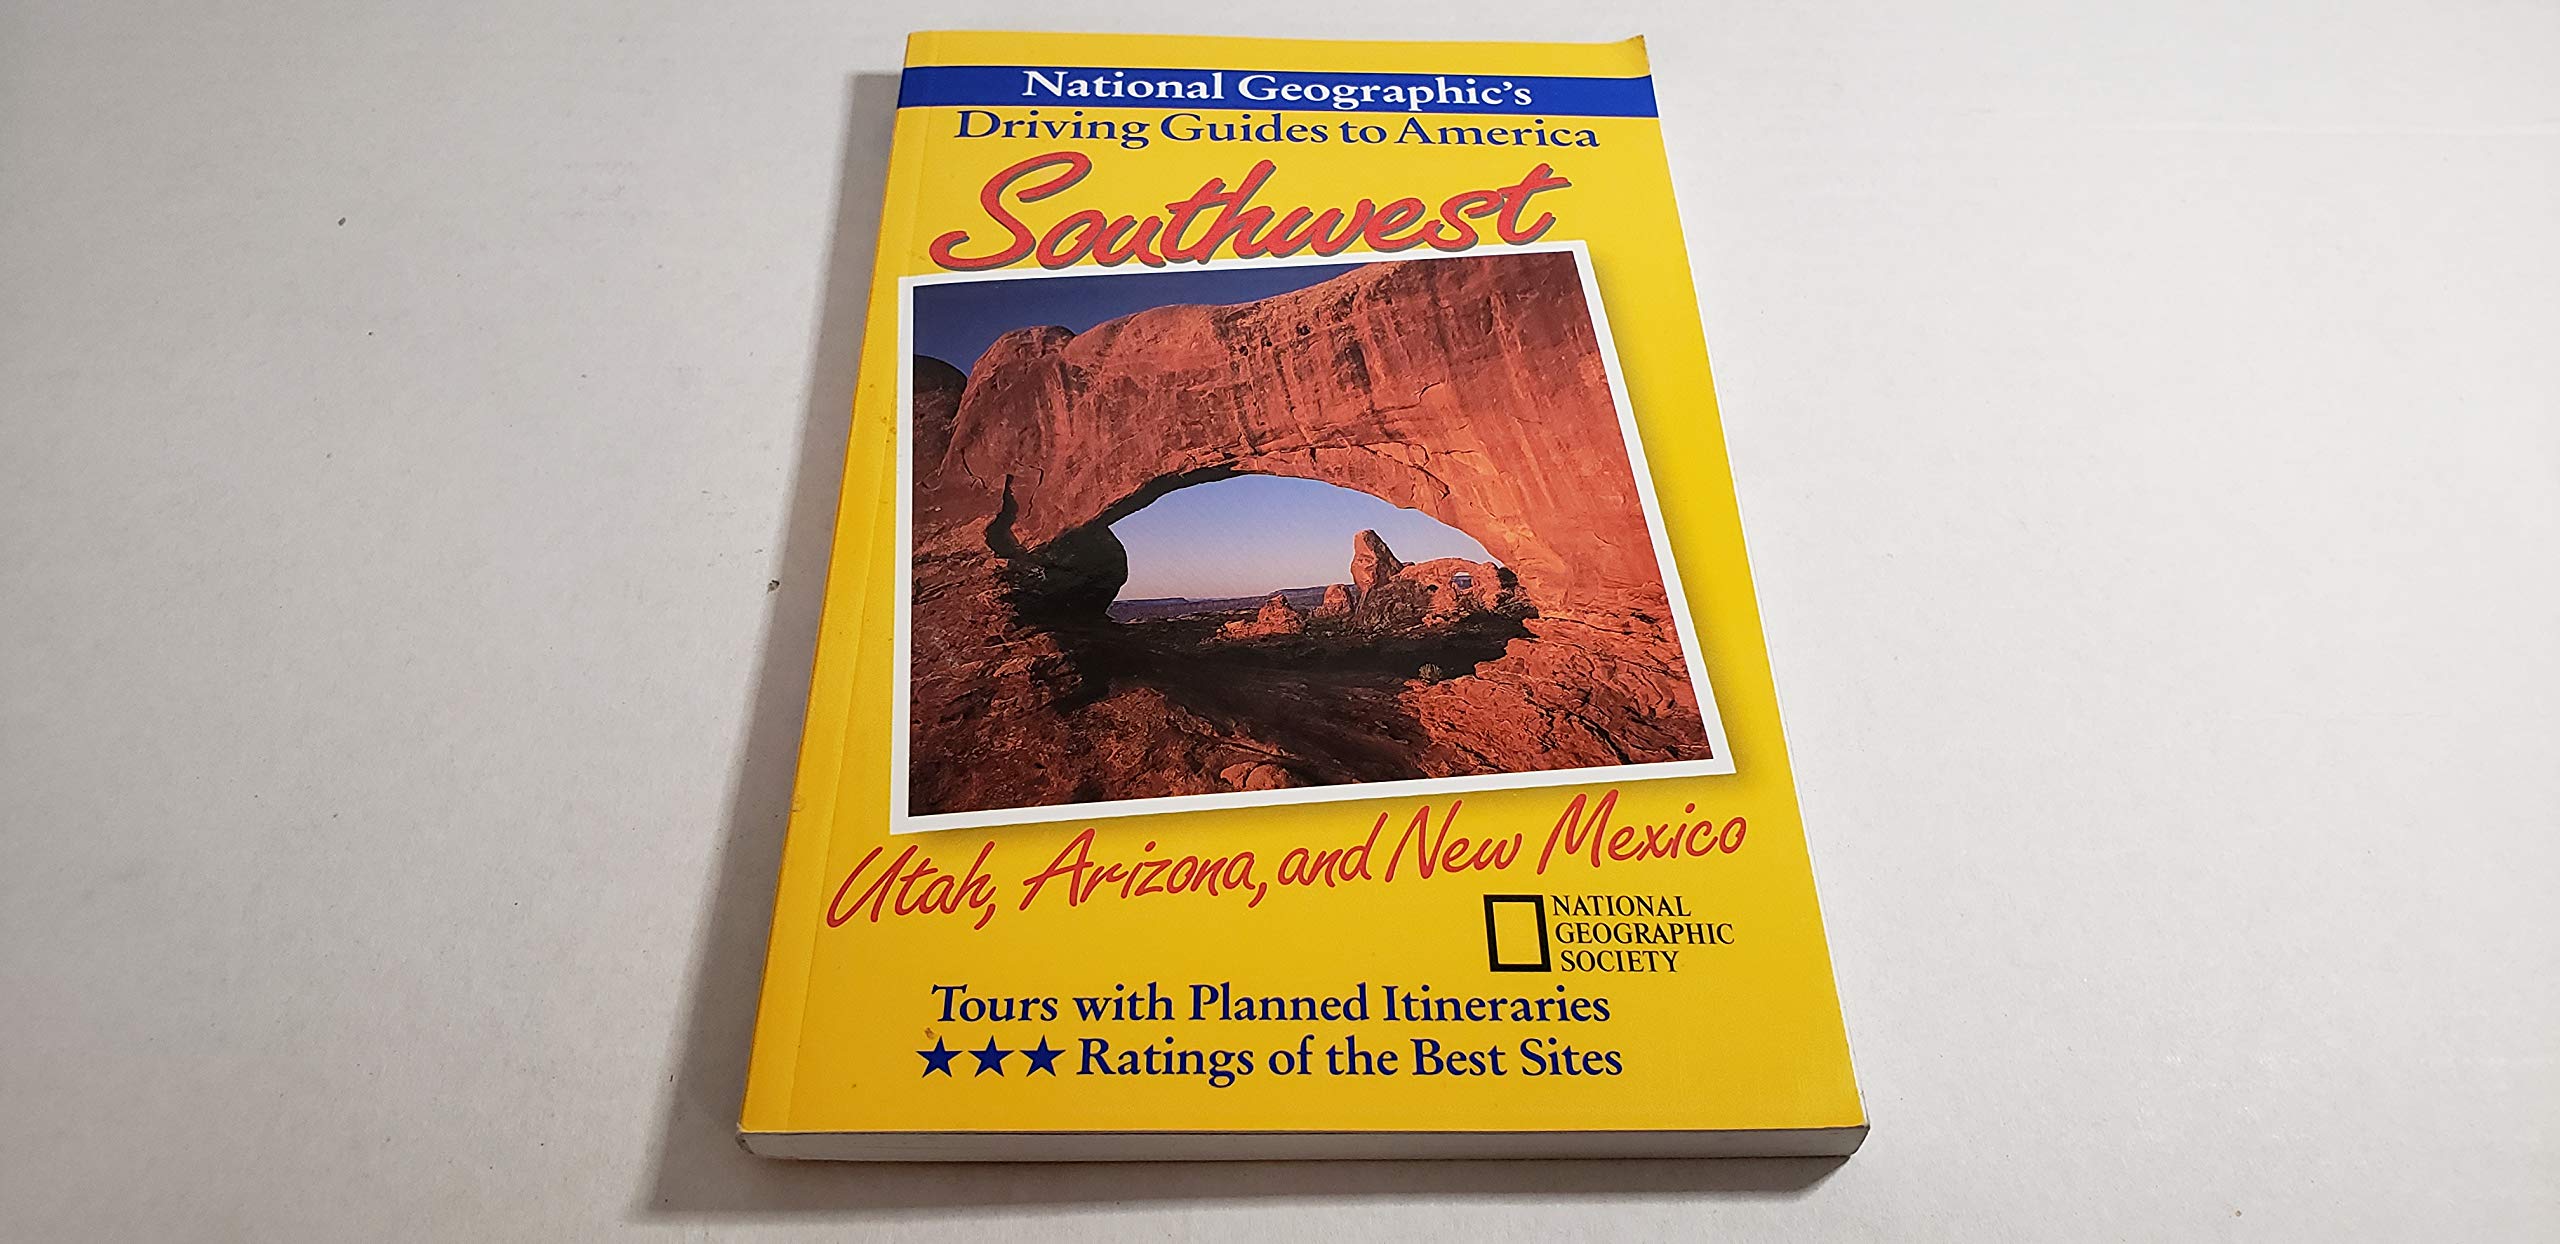 National Geographic's
Driving Guides to America
Southwest
Utah, Arizona, and New Mexico
NATIONAL
GEOGRAPHIC
SOCIETY
Tours with Planned Itineraries
★★★ Ratings of the Best Sites